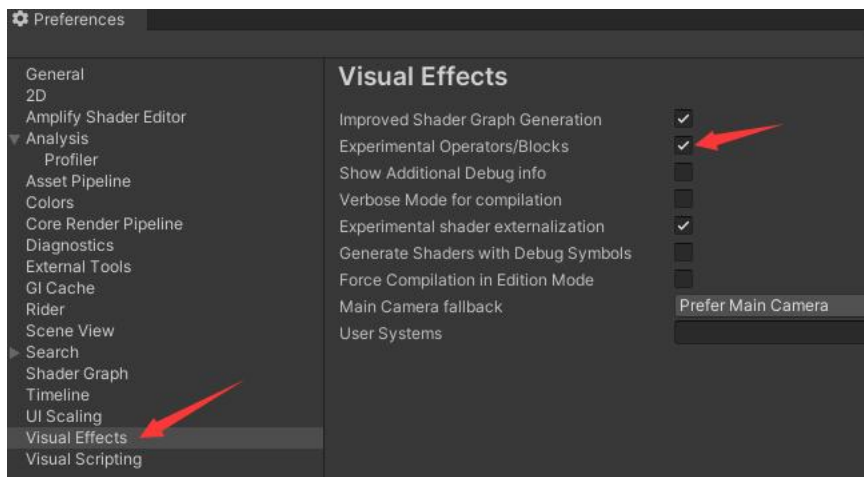 Preferences
General
2D
Amplify Shader Editor
Analysis
Profiler
Asset Pipeline
Colors
Core Render Pipeline
Diagnostics
External Tools
GI Cache
Rider
Scene View
Search
Shader Graph
Timeline
UI Scaling
Visual Effects
Visual Scripting
Visual Effects
Improved Shader Graph Generation
Experimental Operators/Blocks
Show Additional Debug info
Verbose Mode for compilation
Experimental shader externalization
Generate Shaders with Debug Symbols
Force Compilation in Edition Mode
Main Camera fallback Prefer Main Camera
User Systems